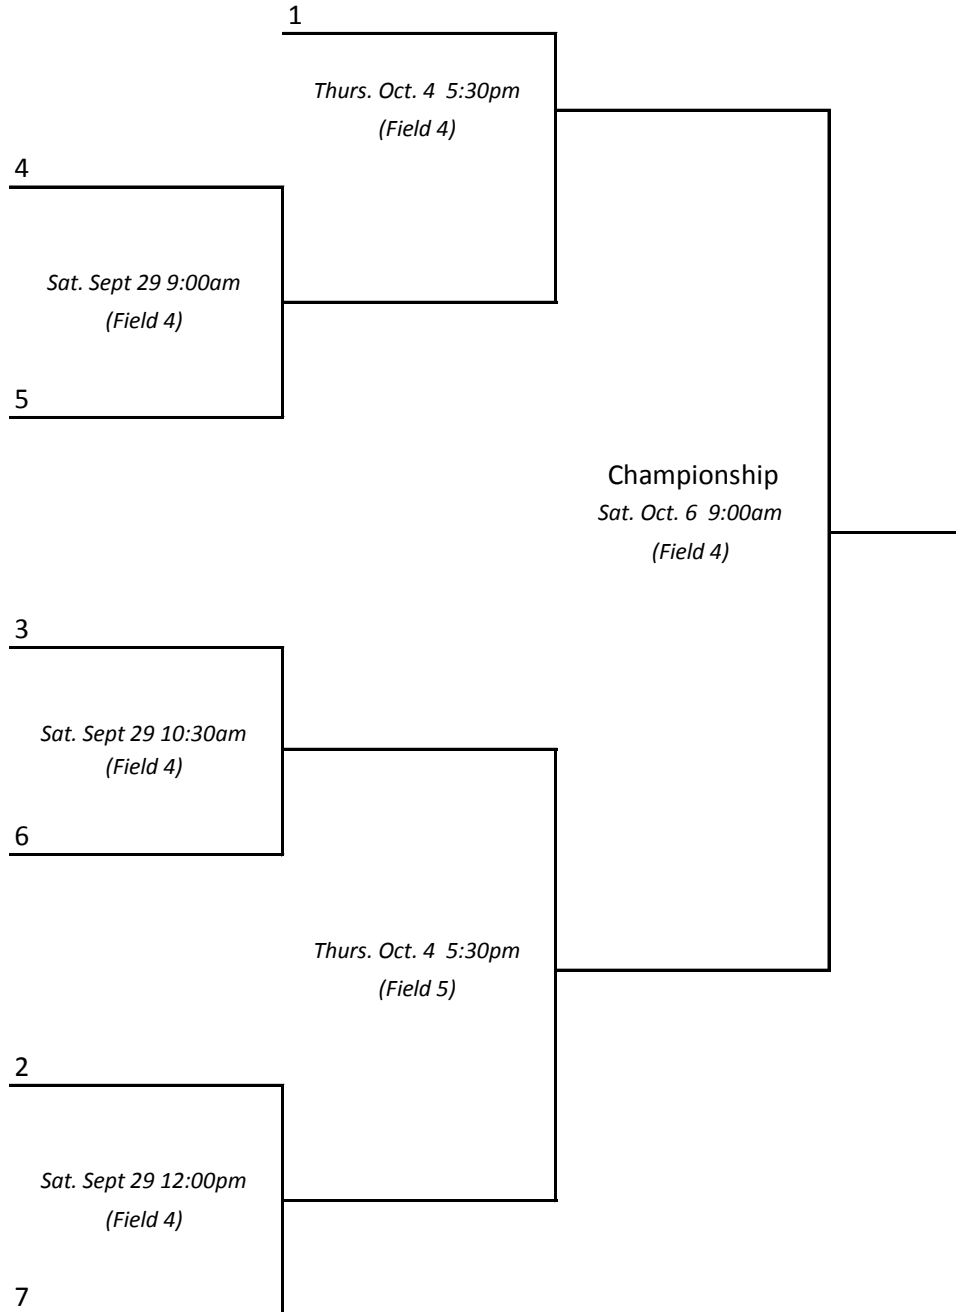 1
Thurs. Oct. 4 5:30pm
(Field 4)
4
Sat. Sept 29 9:00am
(Field 4)
5
Championship
Sat. Oct. 6 9:00am
(Field 4)
3
Sat. Sept 29 10:30am
(Field 4)
6
Thurs. Oct. 4 5:30pm
(Field 5)
2
Sat. Sept 29 12:00pm
(Field 4)
7